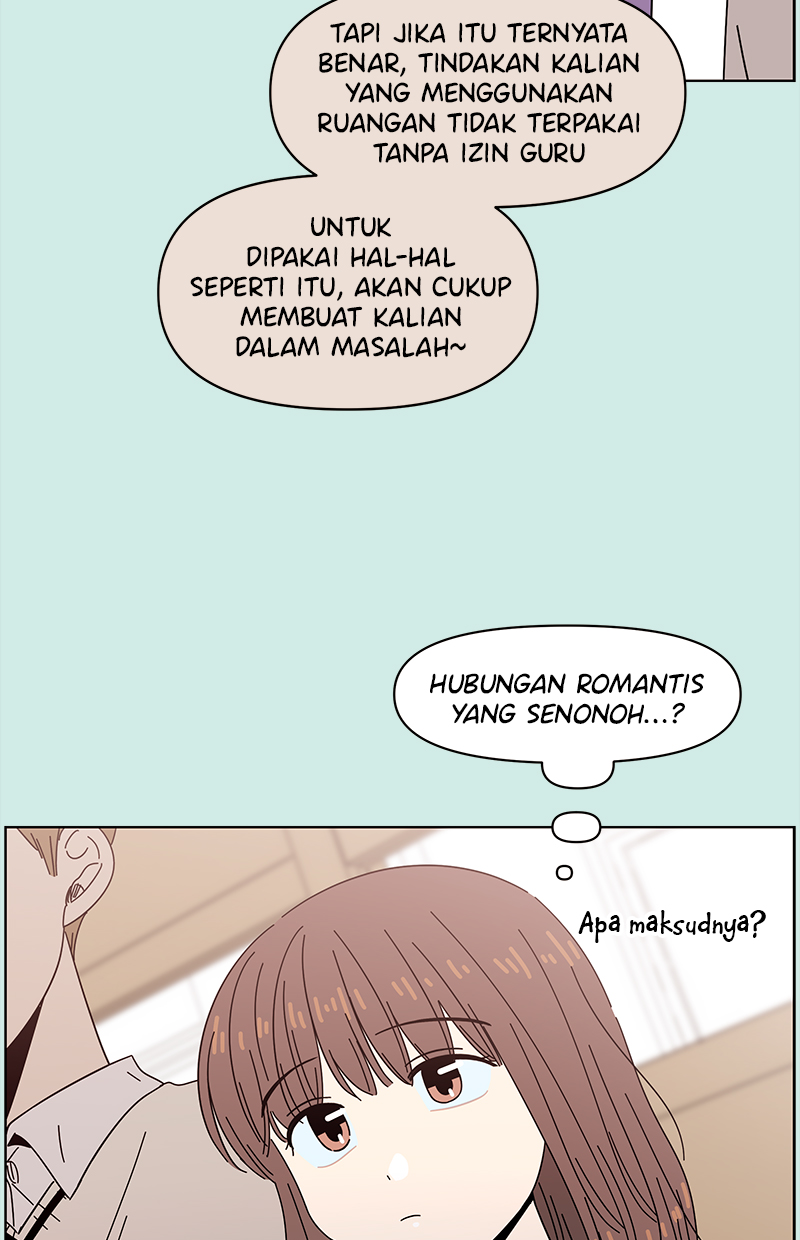 TAPI JIKA ITU TERNYATA
BENAR, TINDAKAN KALIAN
YANG MENGGUNAKAN
RUANGAN TIDAK TERPAKAI
TANPA IZIN GURU
UNTUK
DIPAKAI HAL-HAL
SEPERTI ITU, AKAN CUKUP
MEMBUAT KALIAN
DALAM MASALAH~
HUBUNGAN ROMANTIS
YANG SENONOH...?
Apa maksudnya?